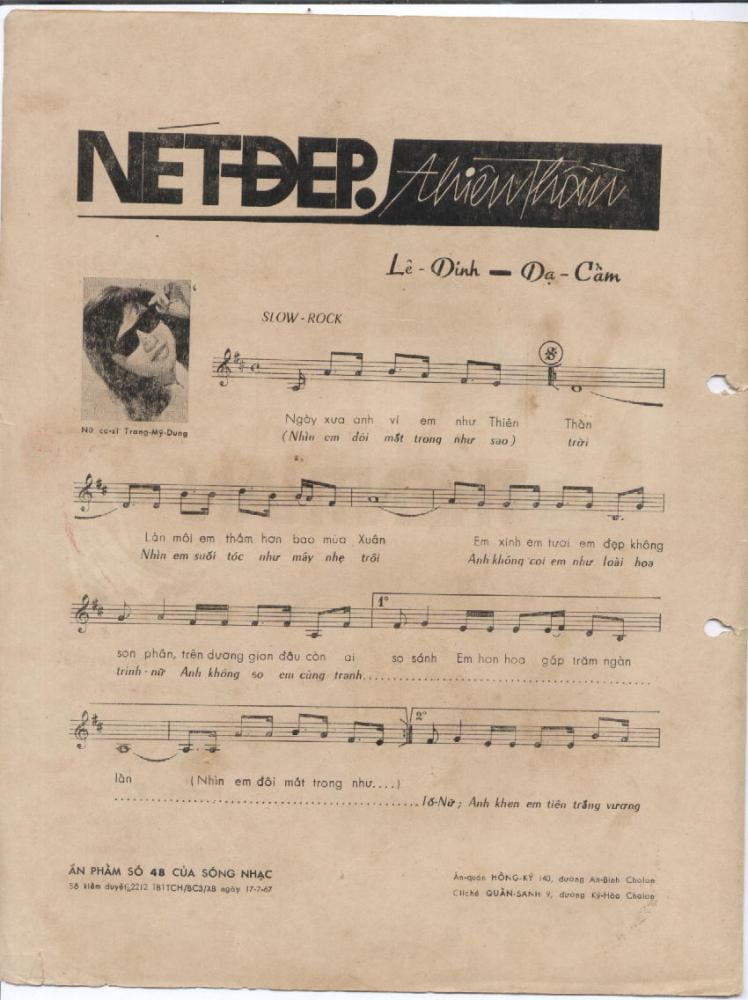 NÉT-ĐẸP. thiên thần
Lê - Dinh — Dạ - Cầm
SLOW - ROCK
Ngày xưa anh ví em như Thiên Thần
(Nhìn em đôi mắt trong như sao) trời
Nữ ca-sĩ Trang-Mỹ-Dung
Làn môi em thắm hơn bao mùa Xuân Em xinh em tươi em đẹp không
Nhìn em suối tóc như mây nhẹ trôi Anh không coi em như loài hoa
1°
son phấn, trên dương gian đâu còn ai so sánh Em hơn hoa gấp trăm ngàn
trinh-nữ Anh không so em cùng tranh..................................................
2°
lần (Nhìn em đôi mắt trong như....)
..................................................Tố-Nữ ; Anh khen em tiên trắng vương
ẤN PHẨM SỐ 48 CỦA SÓNG NHẠC
Số kiểm duyệt 2212 TBTTCH/BC3/XB ngày 17-7-67
Ấn-quán HỒNG-KỲ 140, đường An-Bình Cholon
Cliché QUẢN-SANH 9, đường Ký-Hòa Cholon